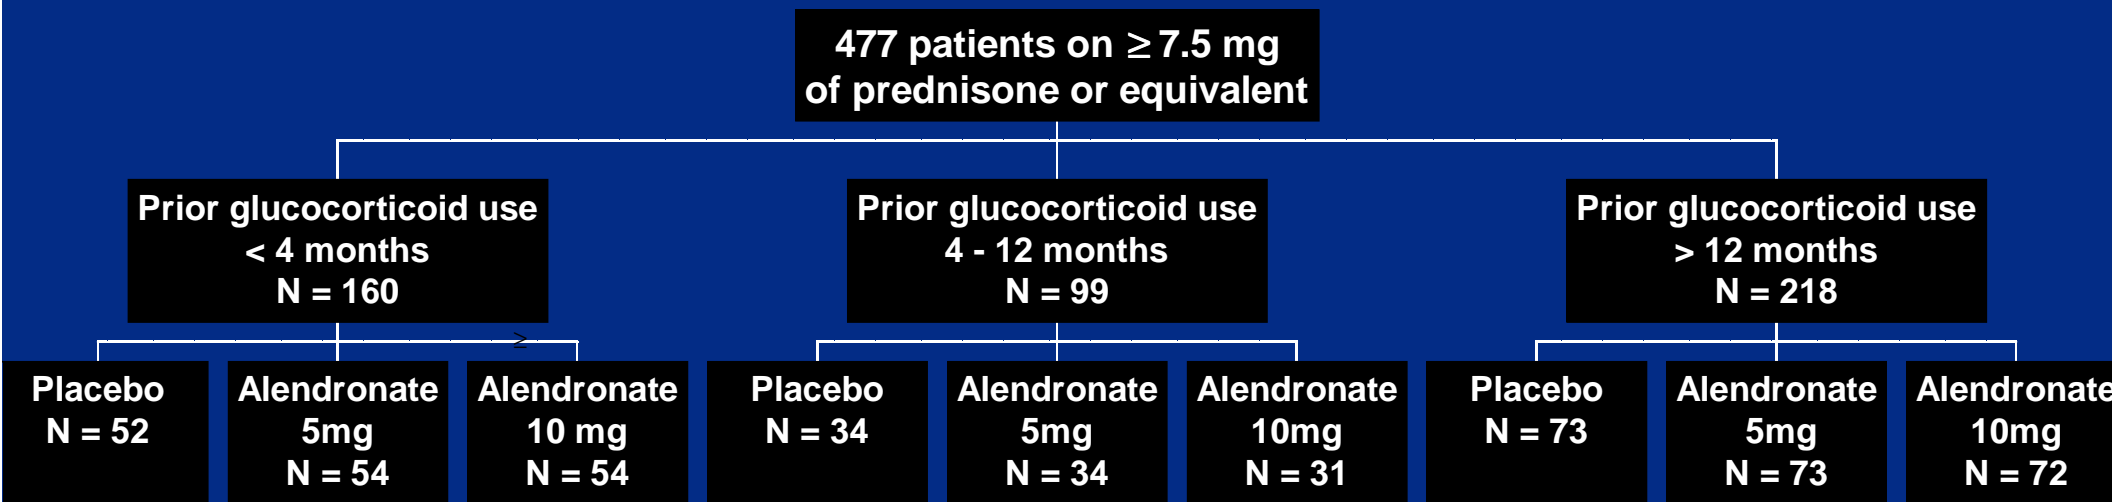 477 patients on ≥ 7.5 mg
of prednisone or equivalent
Prior glucocorticoid use
< 4 months
N = 160
Prior glucocorticoid use
4 - 12 months
N = 99
Prior glucocorticoid use
> 12 months
N = 218
≥
Placebo
N = 52
Alendronate
5mg
N = 54
Alendronate
10 mg
N = 54
Placebo
N = 34
Alendronate
5mg
N = 34
Alendronate
10mg
N = 31
Placebo
N = 73
Alendronate
5mg
N = 73
Alendronate
10mg
N = 72